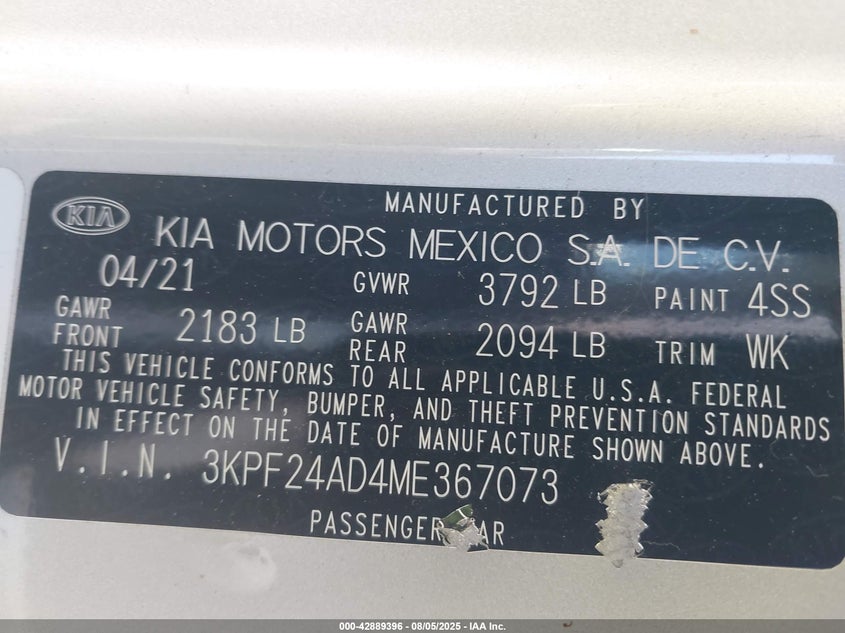 MANUFACTURED BY
KIA KIA MOTORS MEXICO S.A. DE C.V.
04/21 GVWR 3792 LB PAINT 4SS
GAWR FRONT 2183 LB GAWR REAR 2094 LB TRIM WK
THIS VEHICLE CONFORMS TO ALL APPLICABLE U.S.A. FEDERAL
MOTOR VEHICLE SAFETY, BUMPER, AND THEFT PREVENTION STANDARDS
IN EFFECT ON THE DATE OF MANUFACTURE SHOWN ABOVE.
V.I.N. 3KPF24AD4ME367073
PASSENGER AR
000-42889396 - 08/05/2025 - IAA Inc.